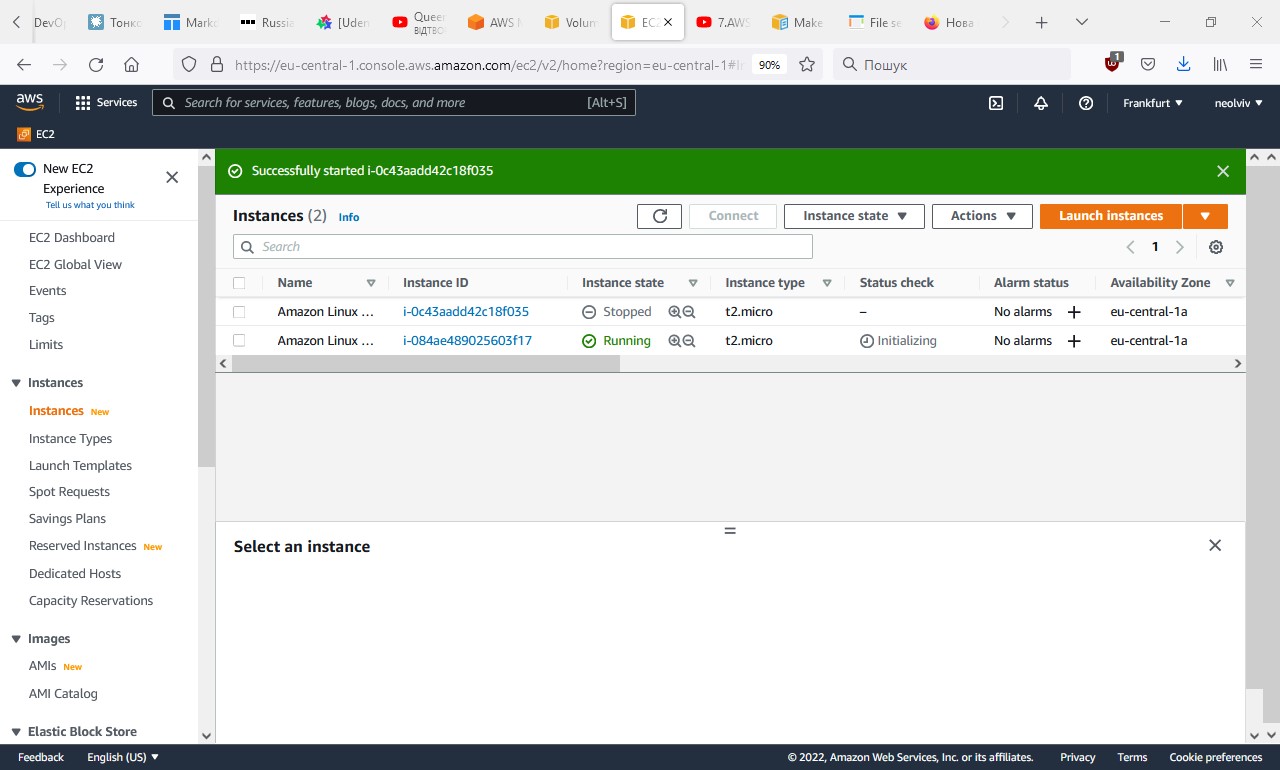 DevO
Тонко
Marko
Russia
[Uden
Queen
ВІДТВО
AWS
Volum
EC2
7.AWS
Make
File se
Нова
https://eu-central-1.console.aws.amazon.com/ec2/v2/home?region=eu-central-1#
90%
Пошук
1
aws
Services
Search for services, features, blogs, docs, and more
[Alt+S]
Frankfurt
neolviv
EC2
New EC2
Experience
Tell us what you think
EC2 Dashboard
EC2 Global View
Events
Tags
Limits
Instances
Instances New
Instance Types
Launch Templates
Spot Requests
Savings Plans
Reserved Instances New
Dedicated Hosts
Capacity Reservations
Images
AMIs New
AMI Catalog
Elastic Block Store
Successfully started i-0c43aadd42c18f035
Instances (2) Info
Connect
Instance state
Actions
Launch instances
Search
1
Name Instance ID Instance state Instance type Status check Alarm status Availability Zone
Amazon Linux ... i-0c43aadd42c18f035 Stopped t2.micro – No alarms + eu-central-1a
Amazon Linux ... i-084ae489025603f17 Running t2.micro Initializing No alarms + eu-central-1a
Select an instance
Feedback English (US) © 2022, Amazon Web Services, Inc. or its affiliates. Privacy Terms Cookie preferences